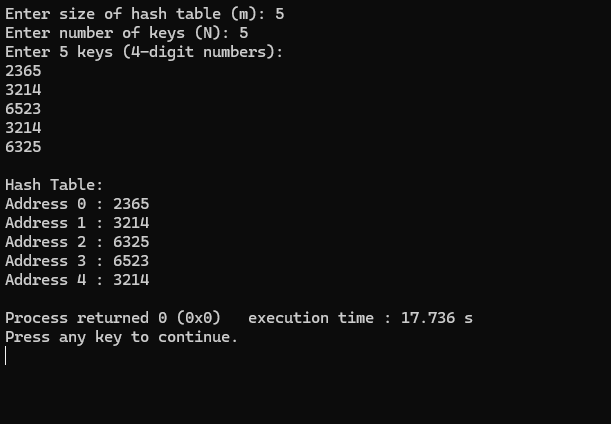 Enter size of hash table (m): 5
Enter number of keys (N): 5
Enter 5 keys (4-digit numbers):
2365
3214
6523
3214
6325
Hash Table:
Address 0 : 2365
Address 1 : 3214
Address 2 : 6325
Address 3 : 6523
Address 4 : 3214
Process returned 0 (0x0)   execution time : 17.736 s
Press any key to continue.